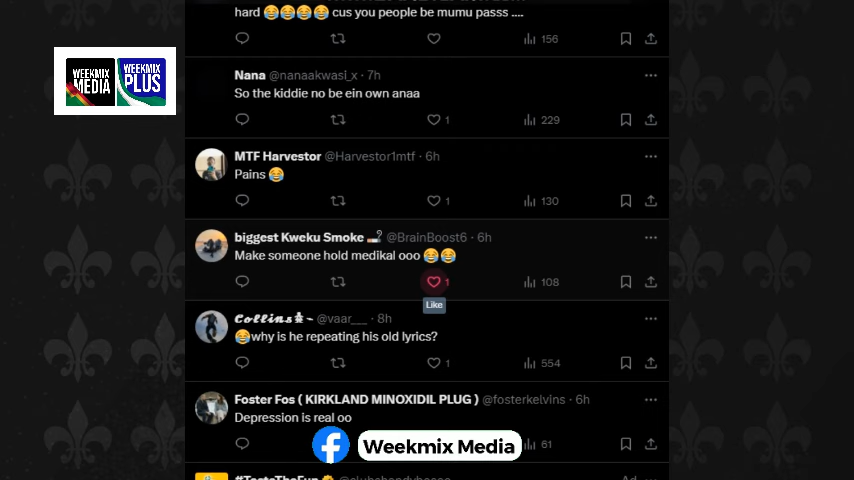 hard 😂😂😂😂 cus you people be mumu passs ....
156
WEEKMIX MEDIA
WEEKMIX PLUS
Nana @nanaakwasi_x · 7h
So the kiddie no be ein own anaa
1 229
MTF Harvestor @Harvestor1mtf · 6h
Pains 😂
1 130
biggest Kweku Smoke 🚬 @BrainBoost6 · 6h
Make someone hold medikal ooo 😂😂
1 108
Like
𝓒𝓸𝓵𝓵𝓲𝓷𝓼 ~ @vaar___ · 8h
😂why is he repeating his old lyrics?
1 554
Foster Fos ( KIRKLAND MINOXIDIL PLUG ) @fosterkelvins · 6h
Depression is real oo
61
Weekmix Media
Ad